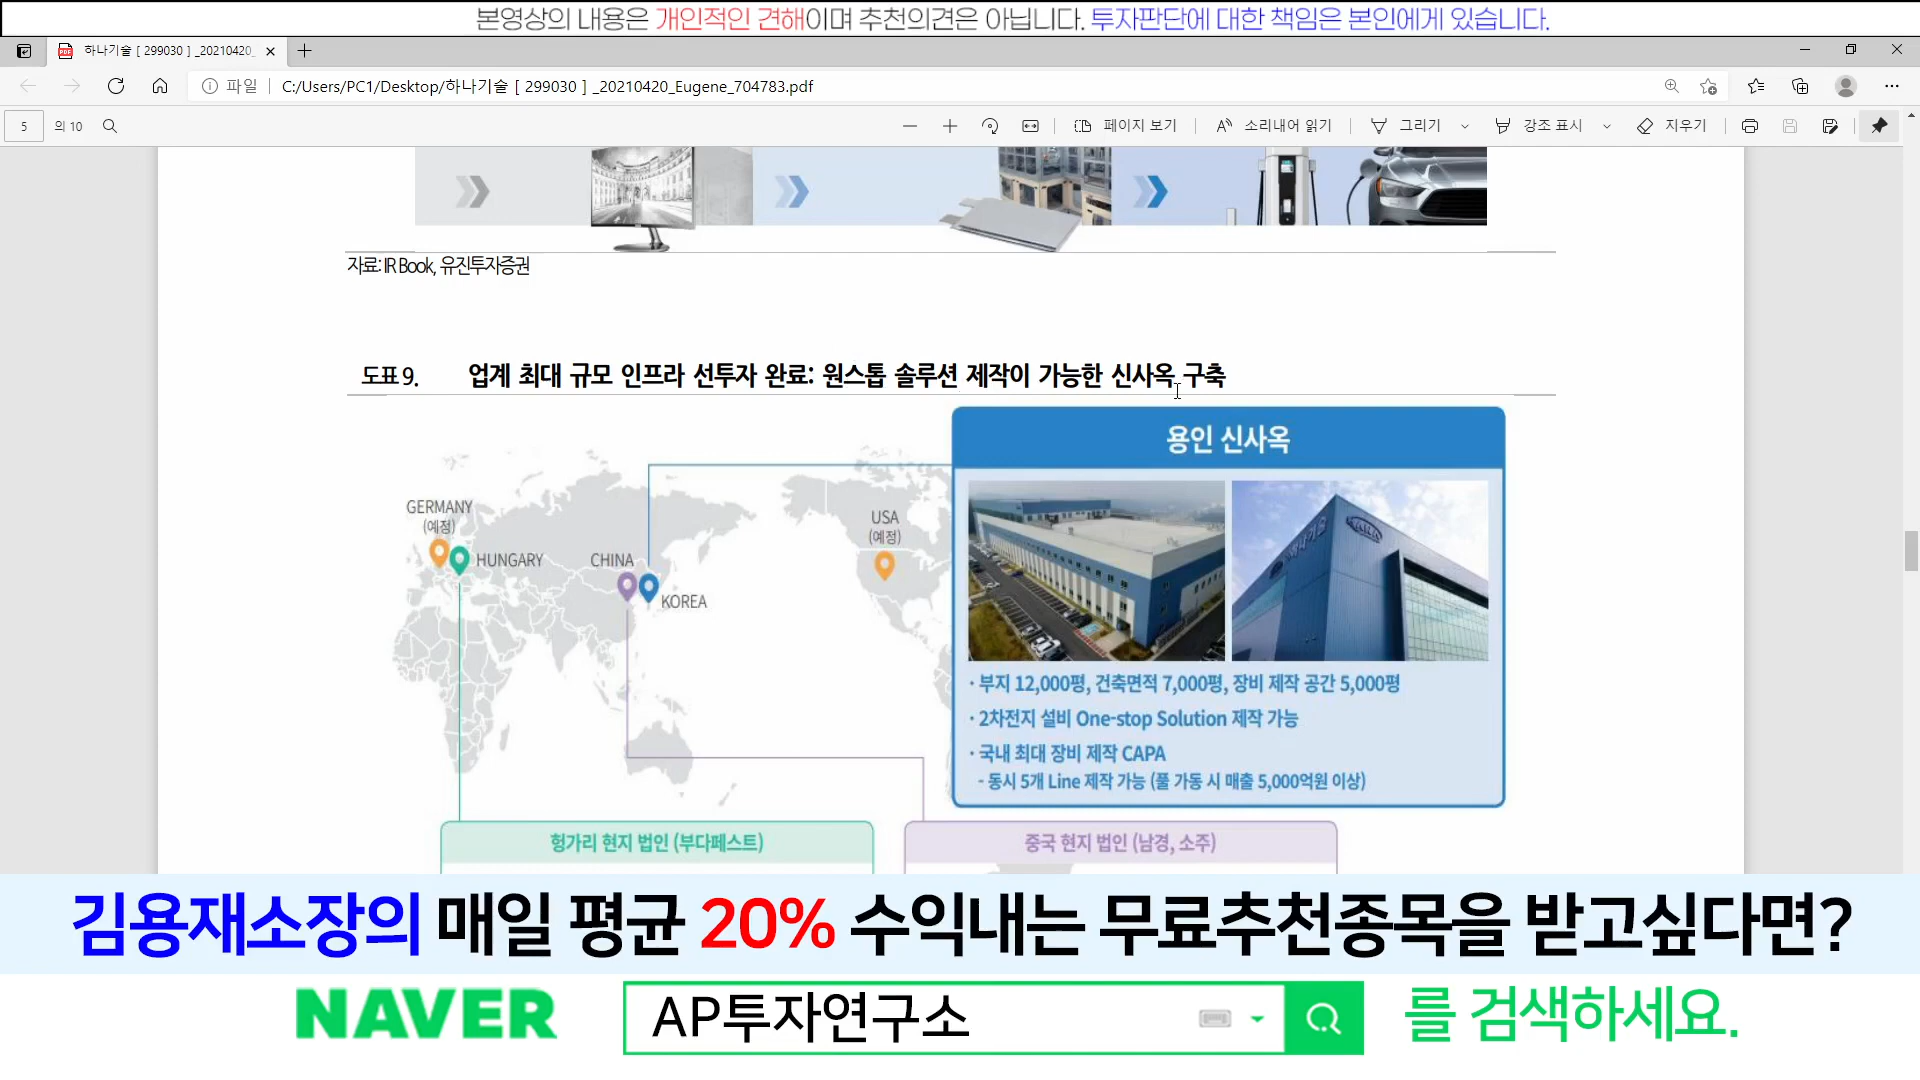 본영상의 내용은 개인적인 견해이며 추천의견은 아닙니다. 투자판단에 대한 책임은 본인에게 있습니다.
하나기술 [ 299030 ] _20210420_
파일 C:/Users/PC1/Desktop/하나기술 [ 299030 ] _20210420_Eugene_704783.pdf
5 의 10 페이지 보기 소리내어 읽기 그리기 강조 표시 지우기
자료: IR Book, 유진투자증권
도표 9. 업계 최대 규모 인프라 선투자 완료: 원스톱 솔루션 제작이 가능한 신사옥 구축
용인 신사옥
GERMANY
(예정)
HUNGARY
CHINA
KOREA
USA
(예정)
· 부지 12,000평, 건축면적 7,000평, 장비 제작 공간 5,000평
· 2차전지 설비 One-stop Solution 제작 가능
· 국내 최대 장비 제작 CAPA
- 동시 5개 Line 제작 가능 (풀 가동 시 매출 5,000억원 이상)
헝가리 현지 법인 (부다페스트)
중국 현지 법인 (남경, 소주)
김용재소장의 매일 평균 20% 수익내는 무료추천종목을 받고싶다면?
NAVER AP투자연구소 를 검색하세요.